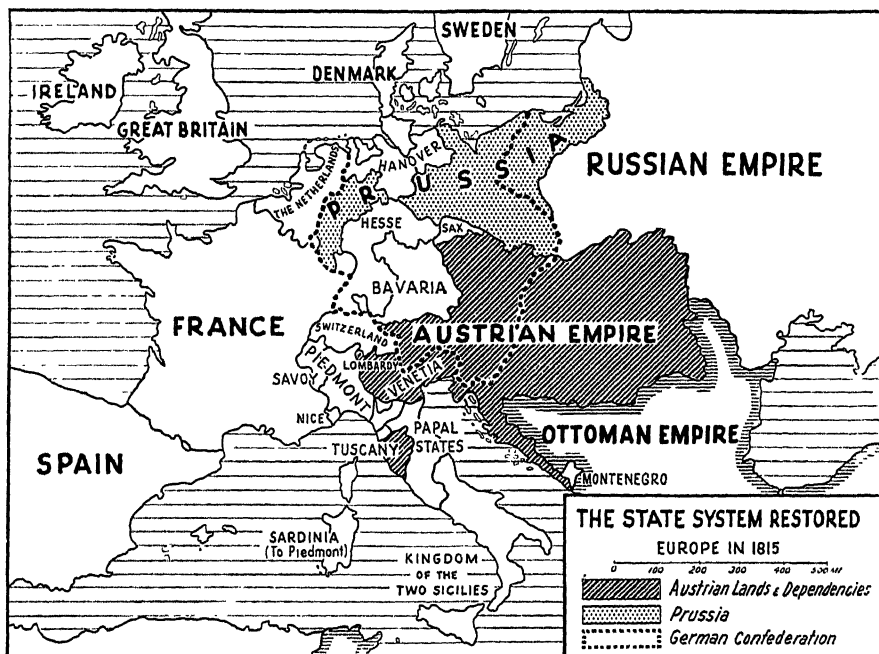 SWEDEN
DENMARK
IRELAND
GREAT BRITAIN
HANOVER
THE NETHERLANDS
PRUSSIA
RUSSIAN EMPIRE
HESSE
SAX
BAVARIA
FRANCE
SWITZERLAND
AUSTRIAN EMPIRE
PIEDMONT
LOMBARDY
VENETIA
SAVOY
NICE
PAPAL
STATES
OTTOMAN EMPIRE
TUSCANY
SPAIN
MONTENEGRO
SARDINIA
(To Piedmont)
KINGDOM
OF THE
TWO SICILIES
THE STATE SYSTEM RESTORED
EUROPE IN 1815
0 100 200 300 400 500 M
Austrian Lands & Dependencies
Prussia
German Confederation